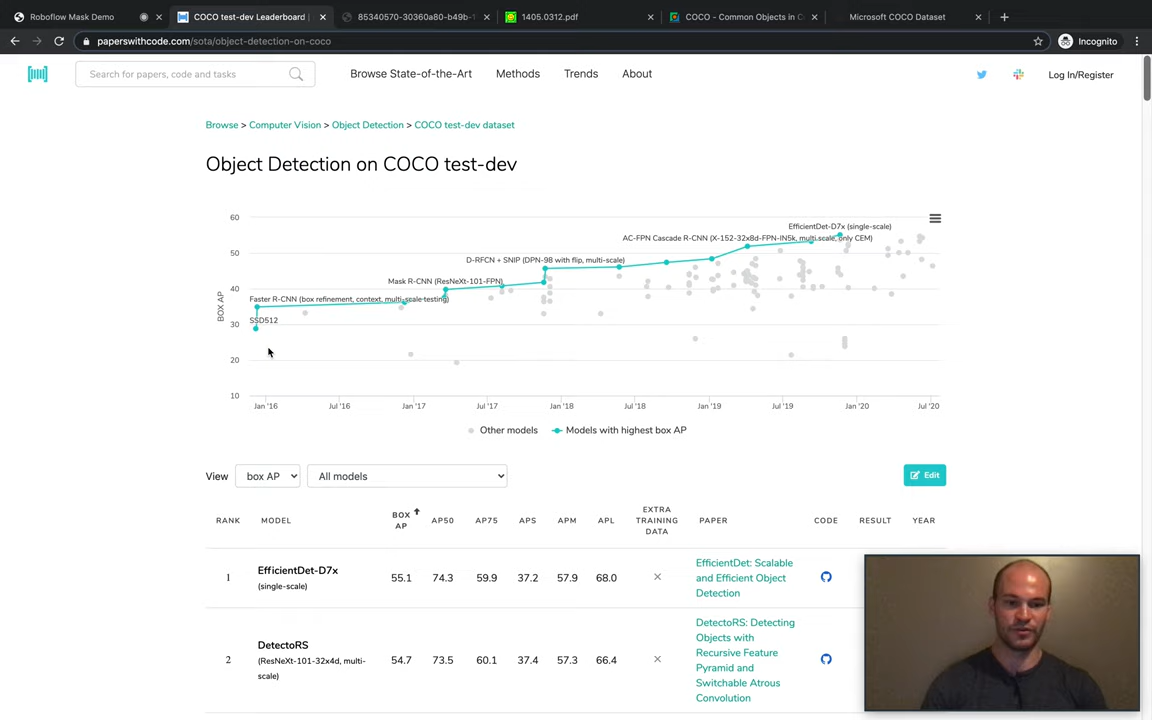 Roboflow Mask Demo
COCO test-dev Leaderboard
85340570-30360a80-b49b-1
1405.0312.pdf
COCO - Common Objects in C
Microsoft COCO Dataset
paperswithcode.com/sota/object-detection-on-coco
Incognito
Search for papers, code and tasks
Browse State-of-the-Art
Methods
Trends
About
Log In/Register
Browse > Computer Vision > Object Detection > COCO test-dev dataset
Object Detection on COCO test-dev
60
50
40
30
20
10
BOX AP
EfficientDet-D7x (single-scale)
AC-FPN Cascade R-CNN (X-152-32x8d-FPN-IN5k, multi scale, only CEM)
D-RFCN + SNIP (DPN-98 with flip, multi-scale)
Mask R-CNN (ResNeXt-101-FPN)
Faster R-CNN (box refinement, context, multi-scale testing)
SSD512
Jan '16
Jul '16
Jan '17
Jul '17
Jan '18
Jul '18
Jan '19
Jul '19
Jan '20
Jul '20
Other models
Models with highest box AP
View
box AP
All models
Edit
RANK
MODEL
BOX
AP
AP50
AP75
APS
APM
APL
EXTRA
TRAINING
DATA
PAPER
CODE
RESULT
YEAR
1
EfficientDet-D7x
(single-scale)
55.1
74.3
59.9
37.2
57.9
68.0
EfficientDet: Scalable
and Efficient Object
Detection
2
DetectoRS
(ResNeXt-101-32x4d, multi-
scale)
54.7
73.5
60.1
37.4
57.3
66.4
DetectoRS: Detecting
Objects with
Recursive Feature
Pyramid and
Switchable Atrous
Convolution